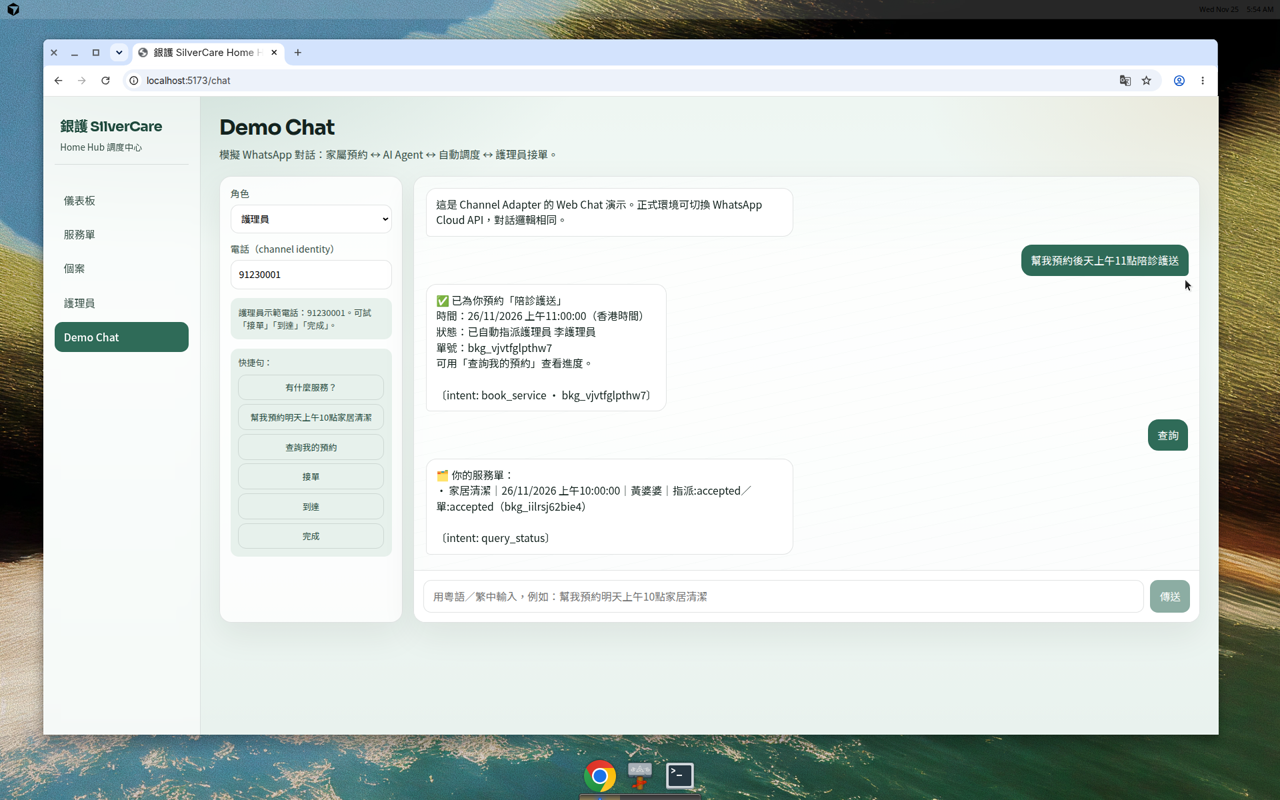 Wed Nov 25 5:54 AM
銀護 SilverCare Home H
localhost:5173/chat
銀護 SilverCare
Home Hub 調度中心
儀表板
服務單
個案
護理員
Demo Chat
Demo Chat
模擬 WhatsApp 對話：家屬預約 ↔ AI Agent ↔ 自動調度 ↔ 護理員接單。
角色
護理員
電話（channel identity）
91230001
護理員示範電話：91230001。可試
「接單」「到達」「完成」。
快捷句：
有什麼服務？
幫我預約明天上午10點家居清潔
查詢我的預約
接單
到達
完成
這是 Channel Adapter 的 Web Chat 演示。正式環境可切換 WhatsApp
Cloud API，對話邏輯相同。
幫我預約後天上午11點陪診護送
✅ 已為你預約「陪診護送」
時間：26/11/2026 上午11:00:00（香港時間）
狀態：已自動指派護理員 李護理員
單號：bkg_vjvtfglpthw7
可用「查詢我的預約」查看進度。
〔intent: book_service · bkg_vjvtfglpthw7〕
查詢
🗂️ 你的服務單：
・ 家居清潔｜26/11/2026 上午10:00:00｜黃婆婆｜指派:accepted／
單:accepted（bkg_iilrsj62bie4）
〔intent: query_status〕
用粵語／繁中輸入，例如：幫我預約明天上午10點家居清潔
傳送